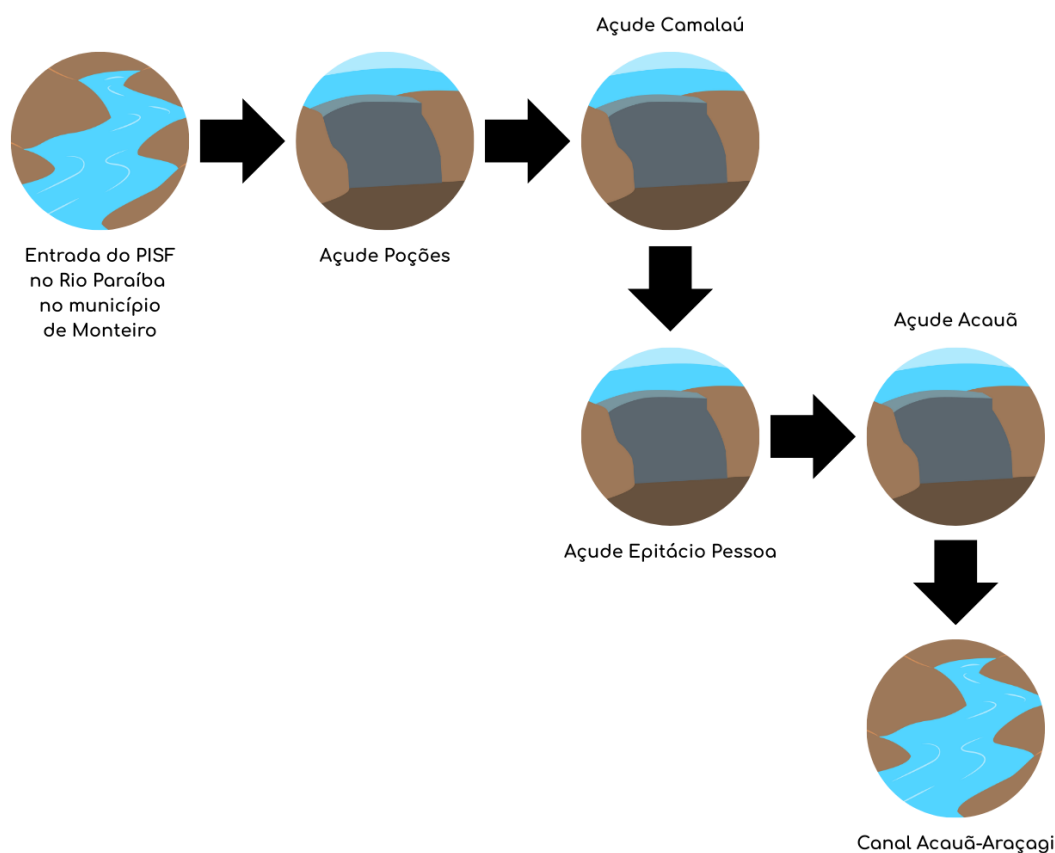 Açude Camalaú
Entrada do PISF
no Rio Paraíba
no município
de Monteiro
Açude Poções
Açude Acauã
Açude Epitácio Pessoa
Canal Acauã-Araçagi